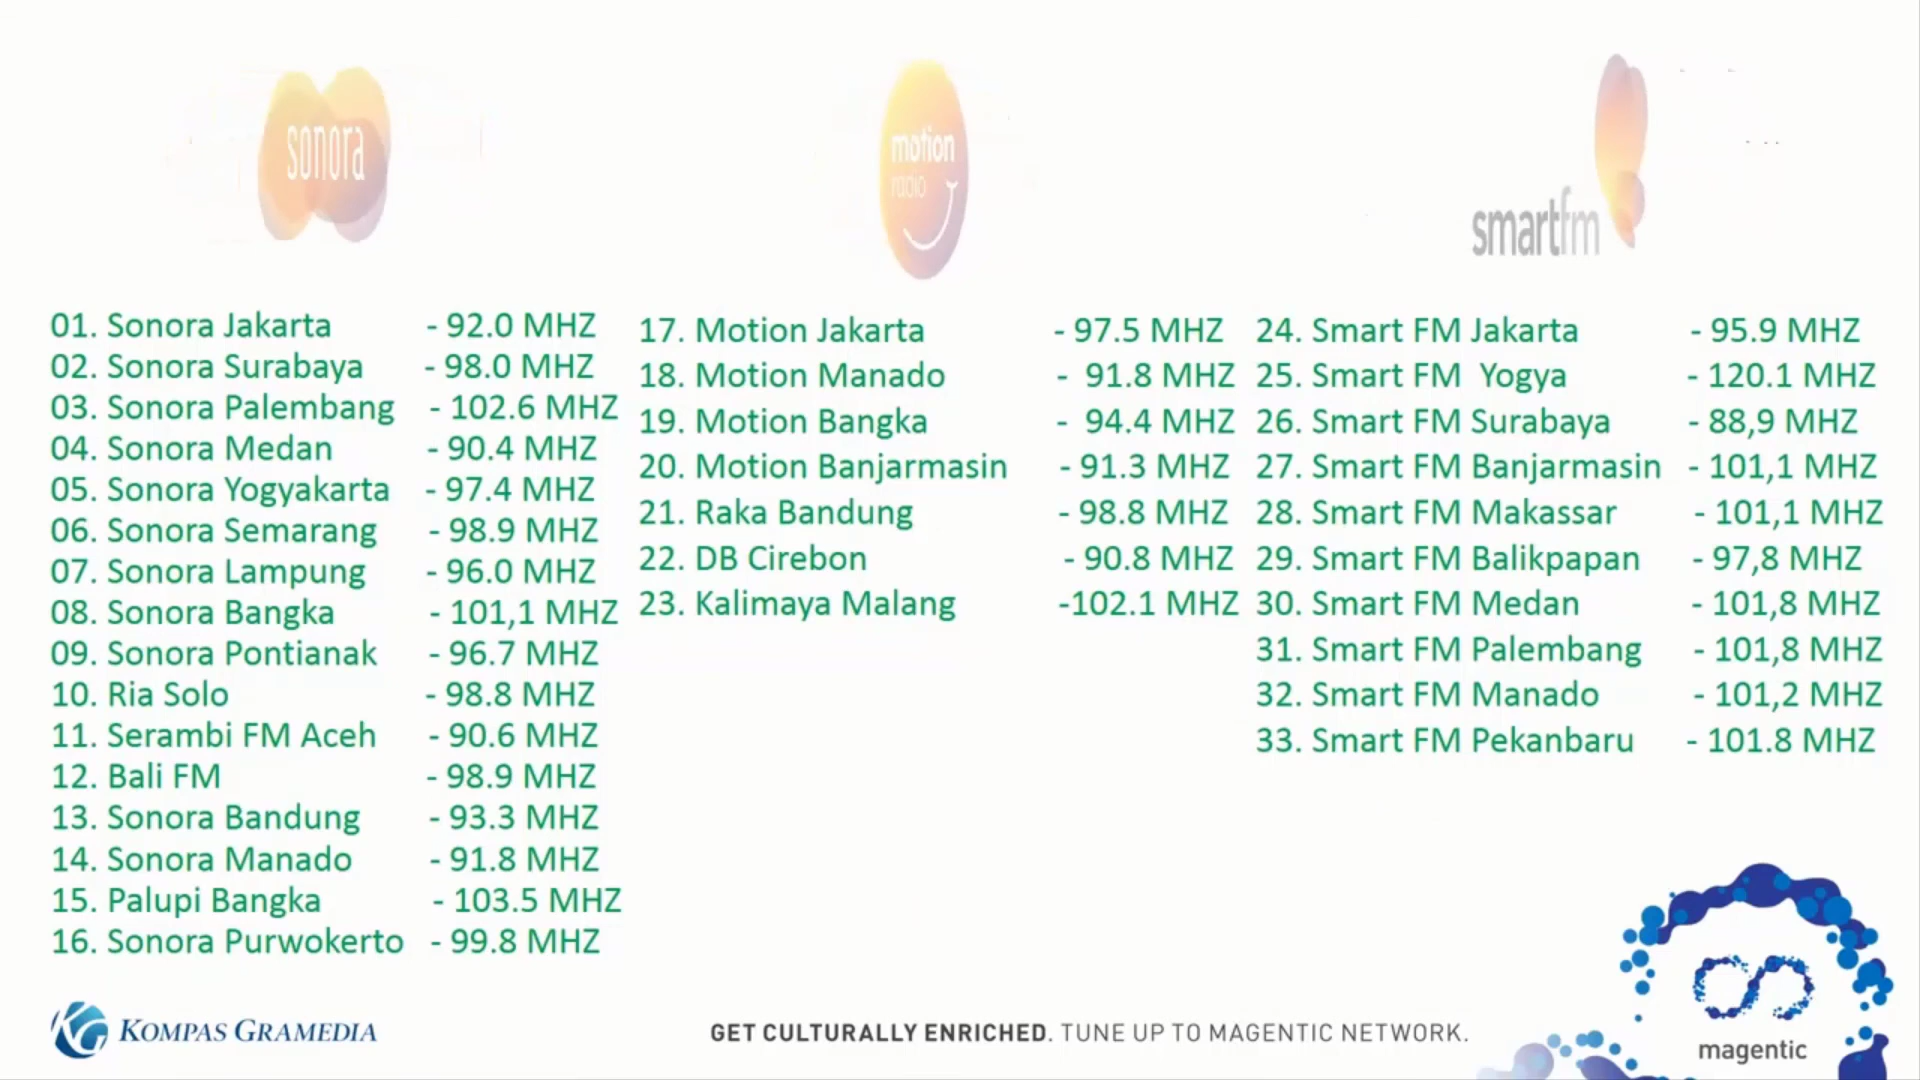 sonora
01. Sonora Jakarta - 92.0 MHZ
02. Sonora Surabaya - 98.0 MHZ
03. Sonora Palembang - 102.6 MHZ
04. Sonora Medan - 90.4 MHZ
05. Sonora Yogyakarta - 97.4 MHZ
06. Sonora Semarang - 98.9 MHZ
07. Sonora Lampung - 96.0 MHZ
08. Sonora Bangka - 101,1 MHZ
09. Sonora Pontianak - 96.7 MHZ
10. Ria Solo - 98.8 MHZ
11. Serambi FM Aceh - 90.6 MHZ
12. Bali FM - 98.9 MHZ
13. Sonora Bandung - 93.3 MHZ
14. Sonora Manado - 91.8 MHZ
15. Palupi Bangka - 103.5 MHZ
16. Sonora Purwokerto - 99.8 MHZ
motion
radio
17. Motion Jakarta - 97.5 MHZ
18. Motion Manado - 91.8 MHZ
19. Motion Bangka - 94.4 MHZ
20. Motion Banjarmasin - 91.3 MHZ
21. Raka Bandung - 98.8 MHZ
22. DB Cirebon - 90.8 MHZ
23. Kalimaya Malang -102.1 MHZ
smartfm
24. Smart FM Jakarta - 95.9 MHZ
25. Smart FM Yogya - 120.1 MHZ
26. Smart FM Surabaya - 88,9 MHZ
27. Smart FM Banjarmasin - 101,1 MHZ
28. Smart FM Makassar - 101,1 MHZ
29. Smart FM Balikpapan - 97,8 MHZ
30. Smart FM Medan - 101,8 MHZ
31. Smart FM Palembang - 101,8 MHZ
32. Smart FM Manado - 101,2 MHZ
33. Smart FM Pekanbaru - 101.8 MHZ
KOMPAS GRAMEDIA
GET CULTURALLY ENRICHED. TUNE UP TO MAGENTIC NETWORK.
magentic